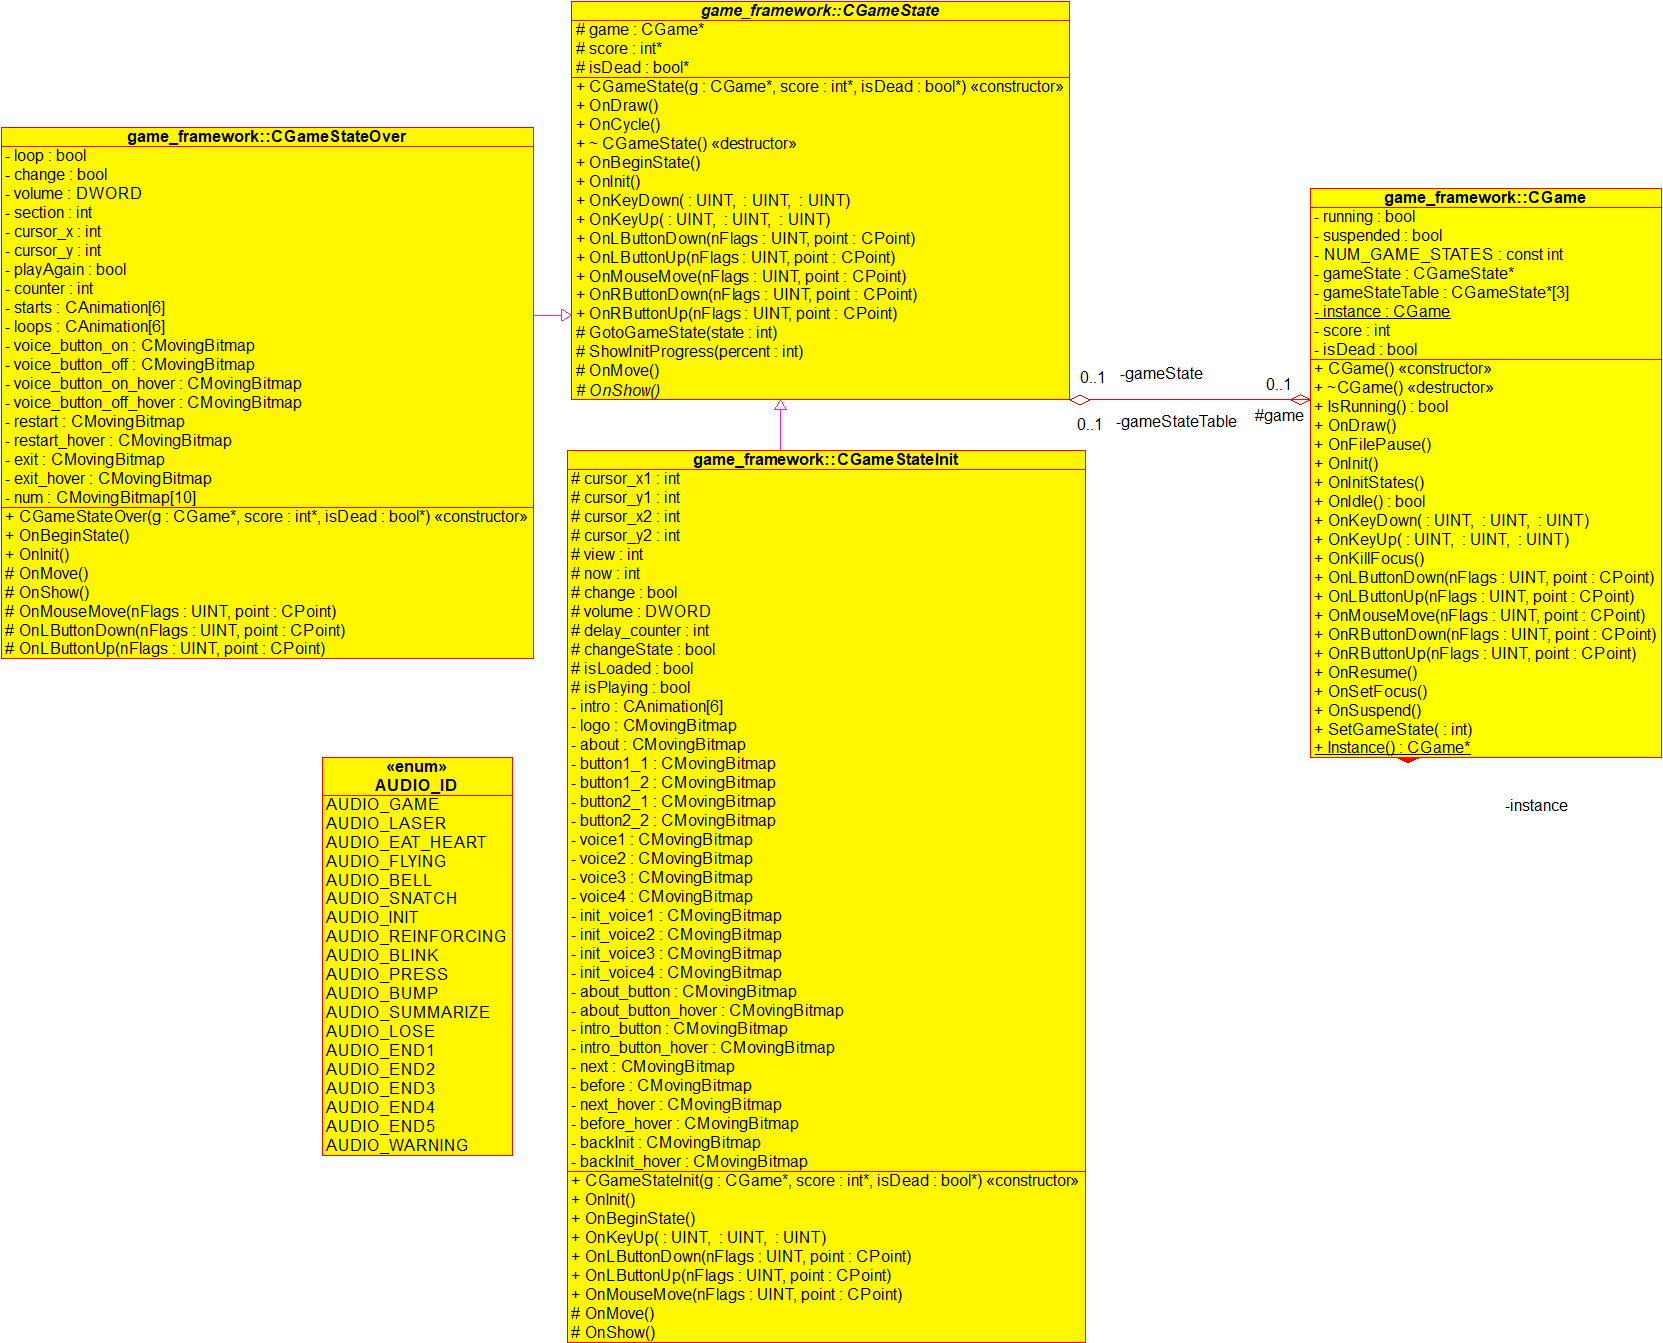 game_framework::CGameState
# game : CGame*
# score : int*
# isDead : bool*
+ CGameState(g : CGame*, score : int*, isDead : bool*) «constructor»
+ OnDraw()
+ OnCycle()
+ ~ CGameState() «destructor»
+ OnBeginState()
+ OnInit()
+ OnKeyDown( : UINT,  : UINT,  : UINT)
+ OnKeyUp( : UINT,  : UINT,  : UINT)
+ OnLButtonDown(nFlags : UINT, point : CPoint)
+ OnLButtonUp(nFlags : UINT, point : CPoint)
+ OnMouseMove(nFlags : UINT, point : CPoint)
+ OnRButtonDown(nFlags : UINT, point : CPoint)
+ OnRButtonUp(nFlags : UINT, point : CPoint)
# GotoGameState(state : int)
# ShowInitProgress(percent : int)
# OnMove()
# OnShow()
game_framework::CGameStateOver
- loop : bool
- change : bool
- volume : DWORD
- section : int
- cursor_x : int
- cursor_y : int
- playAgain : bool
- counter : int
- starts : CAnimation[6]
- loops : CAnimation[6]
- voice_button_on : CMovingBitmap
- voice_button_off : CMovingBitmap
- voice_button_on_hover : CMovingBitmap
- voice_button_off_hover : CMovingBitmap
- restart : CMovingBitmap
- restart_hover : CMovingBitmap
- exit : CMovingBitmap
- exit_hover : CMovingBitmap
- num : CMovingBitmap[10]
+ CGameStateOver(g : CGame*, score : int*, isDead : bool*) «constructor»
+ OnBeginState()
+ OnInit()
# OnMove()
# OnShow()
# OnMouseMove(nFlags : UINT, point : CPoint)
# OnLButtonDown(nFlags : UINT, point : CPoint)
# OnLButtonUp(nFlags : UINT, point : CPoint)
game_framework::CGame
- running : bool
- suspended : bool
- NUM_GAME_STATES : const int
- gameState : CGameState*
- gameStateTable : CGameState*[3]
- instance : CGame
- score : int
- isDead : bool
+ CGame() «constructor»
+ ~CGame() «destructor»
+ IsRunning() : bool
+ OnDraw()
+ OnFilePause()
+ OnInit()
+ OnInitStates()
+ OnIdle() : bool
+ OnKeyDown( : UINT,  : UINT,  : UINT)
+ OnKeyUp( : UINT,  : UINT,  : UINT)
+ OnKillFocus()
+ OnLButtonDown(nFlags : UINT, point : CPoint)
+ OnLButtonUp(nFlags : UINT, point : CPoint)
+ OnMouseMove(nFlags : UINT, point : CPoint)
+ OnRButtonDown(nFlags : UINT, point : CPoint)
+ OnRButtonUp(nFlags : UINT, point : CPoint)
+ OnResume()
+ OnSetFocus()
+ OnSuspend()
+ SetGameState( : int)
+ Instance() : CGame*
0..1 -gameState
0..1
0..1 -gameStateTable
#game
-instance
game_framework::CGameStateInit
# cursor_x1 : int
# cursor_y1 : int
# cursor_x2 : int
# cursor_y2 : int
# view : int
# now : int
# change : bool
# volume : DWORD
# delay_counter : int
# changeState : bool
# isLoaded : bool
# isPlaying : bool
- intro : CAnimation[6]
- logo : CMovingBitmap
- about : CMovingBitmap
- button1_1 : CMovingBitmap
- button1_2 : CMovingBitmap
- button2_1 : CMovingBitmap
- button2_2 : CMovingBitmap
- voice1 : CMovingBitmap
- voice2 : CMovingBitmap
- voice3 : CMovingBitmap
- voice4 : CMovingBitmap
- init_voice1 : CMovingBitmap
- init_voice2 : CMovingBitmap
- init_voice3 : CMovingBitmap
- init_voice4 : CMovingBitmap
- about_button : CMovingBitmap
- about_button_hover : CMovingBitmap
- intro_button : CMovingBitmap
- intro_button_hover : CMovingBitmap
- next : CMovingBitmap
- before : CMovingBitmap
- next_hover : CMovingBitmap
- before_hover : CMovingBitmap
- backInit : CMovingBitmap
- backInit_hover : CMovingBitmap
+ CGameStateInit(g : CGame*, score : int*, isDead : bool*) «constructor»
+ OnInit()
+ OnBeginState()
+ OnKeyUp( : UINT,  : UINT,  : UINT)
+ OnLButtonDown(nFlags : UINT, point : CPoint)
+ OnLButtonUp(nFlags : UINT, point : CPoint)
+ OnMouseMove(nFlags : UINT, point : CPoint)
# OnMove()
# OnShow()
«enum»
AUDIO_ID
AUDIO_GAME
AUDIO_LASER
AUDIO_EAT_HEART
AUDIO_FLYING
AUDIO_BELL
AUDIO_SNATCH
AUDIO_INIT
AUDIO_REINFORCING
AUDIO_BLINK
AUDIO_PRESS
AUDIO_BUMP
AUDIO_SUMMARIZE
AUDIO_LOSE
AUDIO_END1
AUDIO_END2
AUDIO_END3
AUDIO_END4
AUDIO_END5
AUDIO_WARNING